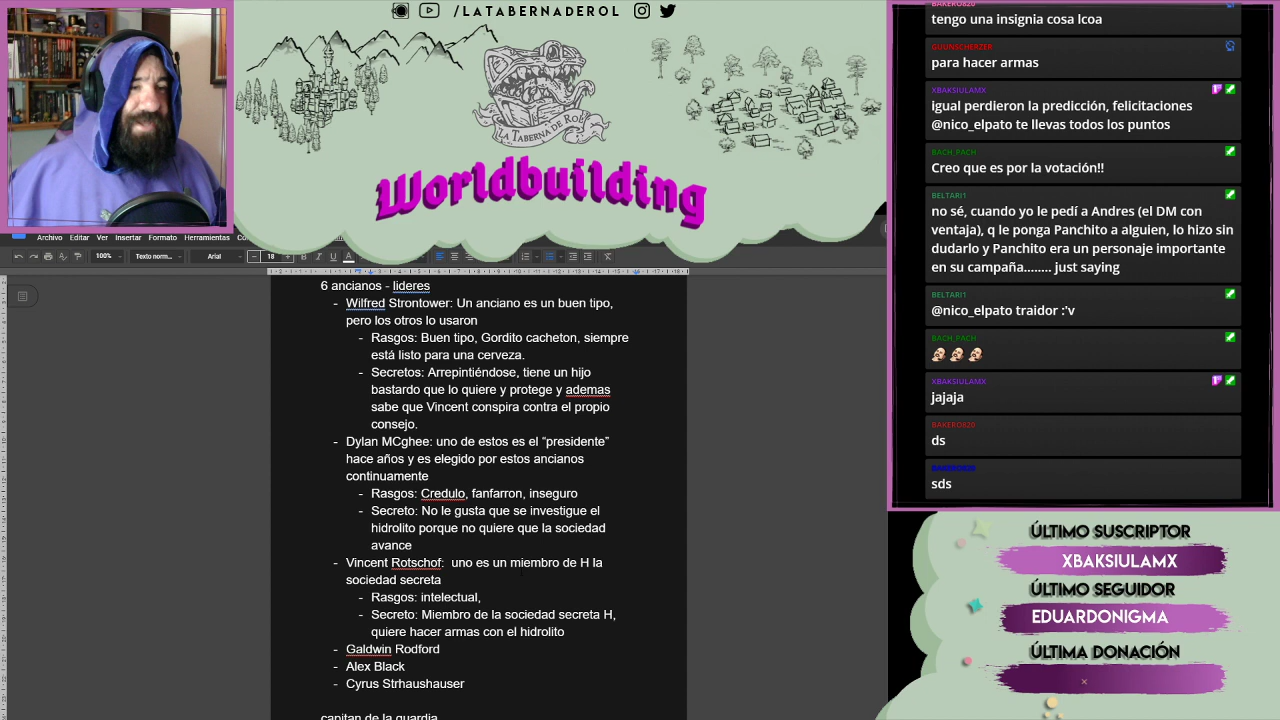 /LATABERNADEROL
LA TABERNA DE ROL
Worldbuilding
Archivo Editar Ver Insertar Formato Herramientas
100% Texto norm... Arial 18
6 ancianos - lideres
- Wilfred Strontower: Un anciano es un buen tipo,
pero los otros lo usaron
- Rasgos: Buen tipo, Gordito cacheton, siempre
está listo para una cerveza.
- Secretos: Arrepintiéndose, tiene un hijo
bastardo que lo quiere y protege y ademas
sabe que Vincent conspira contra el propio
consejo.
- Dylan MCghee: uno de estos es el “presidente”
hace años y es elegido por estos ancianos
continuamente
- Rasgos: Credulo, fanfarron, inseguro
- Secreto: No le gusta que se investigue el
hidrolito porque no quiere que la sociedad
avance
- Vincent Rotschof: uno es un miembro de H la
sociedad secreta
- Rasgos: intelectual,
- Secreto: Miembro de la sociedad secreta H,
quiere hacer armas con el hidrolito
- Galdwin Rodford
- Alex Black
- Cyrus Strhaushauser
capitan de la guardia
BAKERO820
tengo una insignia cosa lcoa
GUUNSCHERZER
para hacer armas
XBAKSIULAMX
igual perdieron la predicción, felicitaciones
@nico_elpato te llevas todos los puntos
BACH_PACH
Creo que es por la votación!!
BELTARI1
no sé, cuando yo le pedí a Andres (el DM con
ventaja), q le ponga Panchito a alguien, lo hizo sin
dudarlo y Panchito era un personaje importante
en su campaña........ just saying
BELTARI1
@nico_elpato traidor :'v
BACH_PACH
XBAKSIULAMX
jajaja
BAKERO820
ds
sds
ÚLTIMO SUSCRIPTOR
XBAKSIULAMX
ÚLTIMO SEGUIDOR
EDUARDONIGMA
ÚLTIMA DONACIÓN